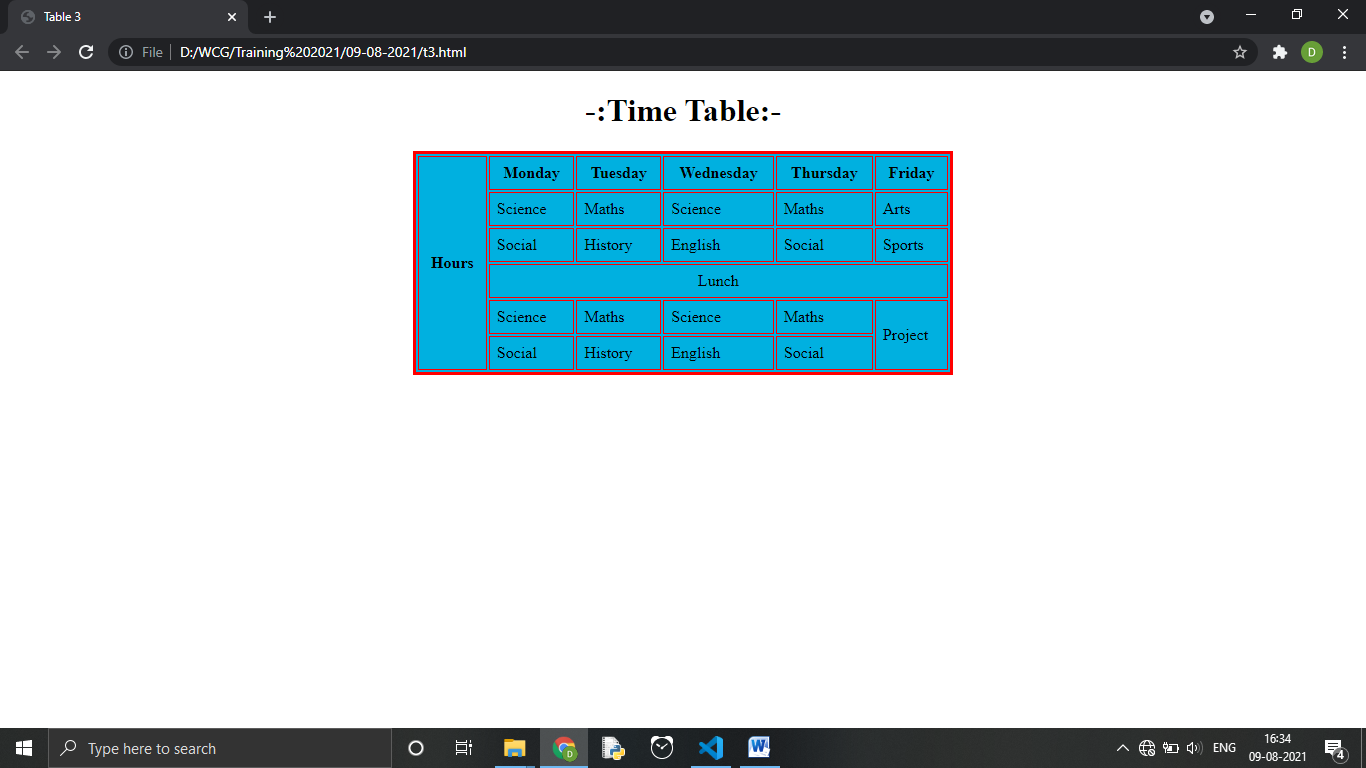 Table 3
File D:/WCG/Training%202021/09-08-2021/t3.html
D
-:Time Table:-
Hours
Monday Tuesday Wednesday Thursday Friday
Science Maths Science Maths Arts
Social History English Social Sports
Lunch
Science Maths Science Maths Project
Social History English Social
Type here to search
D
W
ENG
16:34
09-08-2021
4